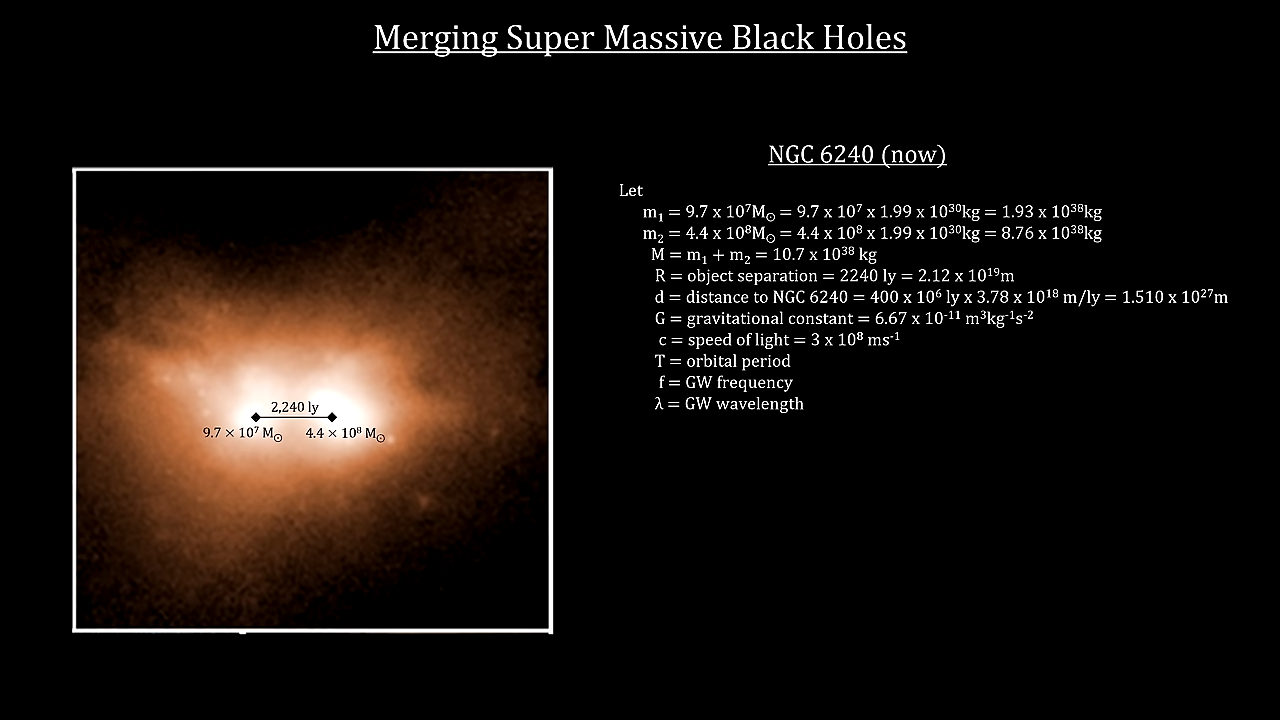 Merging Super Massive Black Holes
NGC 6240 (now)
Let
m₁ = 9.7 x 10⁷M☉ = 9.7 x 10⁷ x 1.99 x 10³⁰kg = 1.93 x 10³⁸kg
m₂ = 4.4 x 10⁸M☉ = 4.4 x 10⁸ x 1.99 x 10³⁰kg = 8.76 x 10³⁸kg
M = m₁ + m₂ = 10.7 x 10³⁸ kg
R = object separation = 2240 ly = 2.12 x 10¹⁹m
d = distance to NGC 6240 = 400 x 10⁶ ly x 3.78 x 10¹⁸ m/ly = 1.510 x 10²⁷m
G = gravitational constant = 6.67 x 10⁻¹¹ m³kg⁻¹s⁻²
c = speed of light = 3 x 10⁸ ms⁻¹
T = orbital period
f = GW frequency
λ = GW wavelength
2,240 ly
9.7 × 10⁷ M☉ 4.4 × 10⁸ M☉